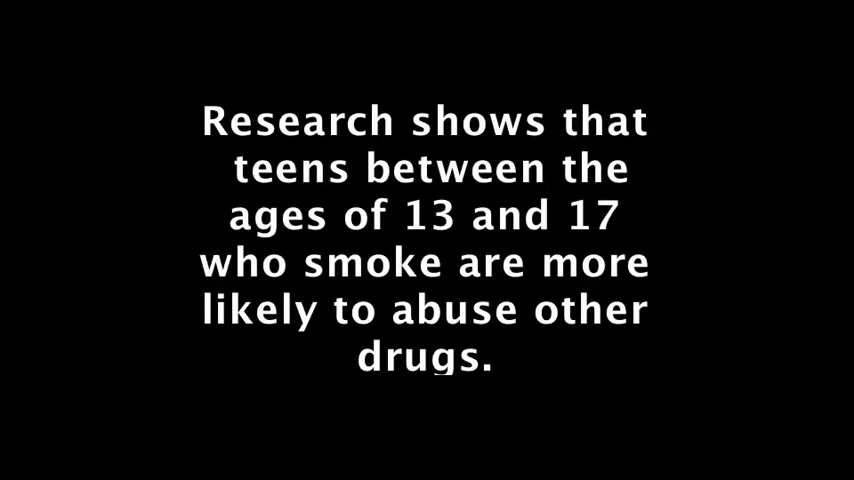 Research shows that
teens between the
ages of 13 and 17
who smoke are more
likely to abuse other
drugs.